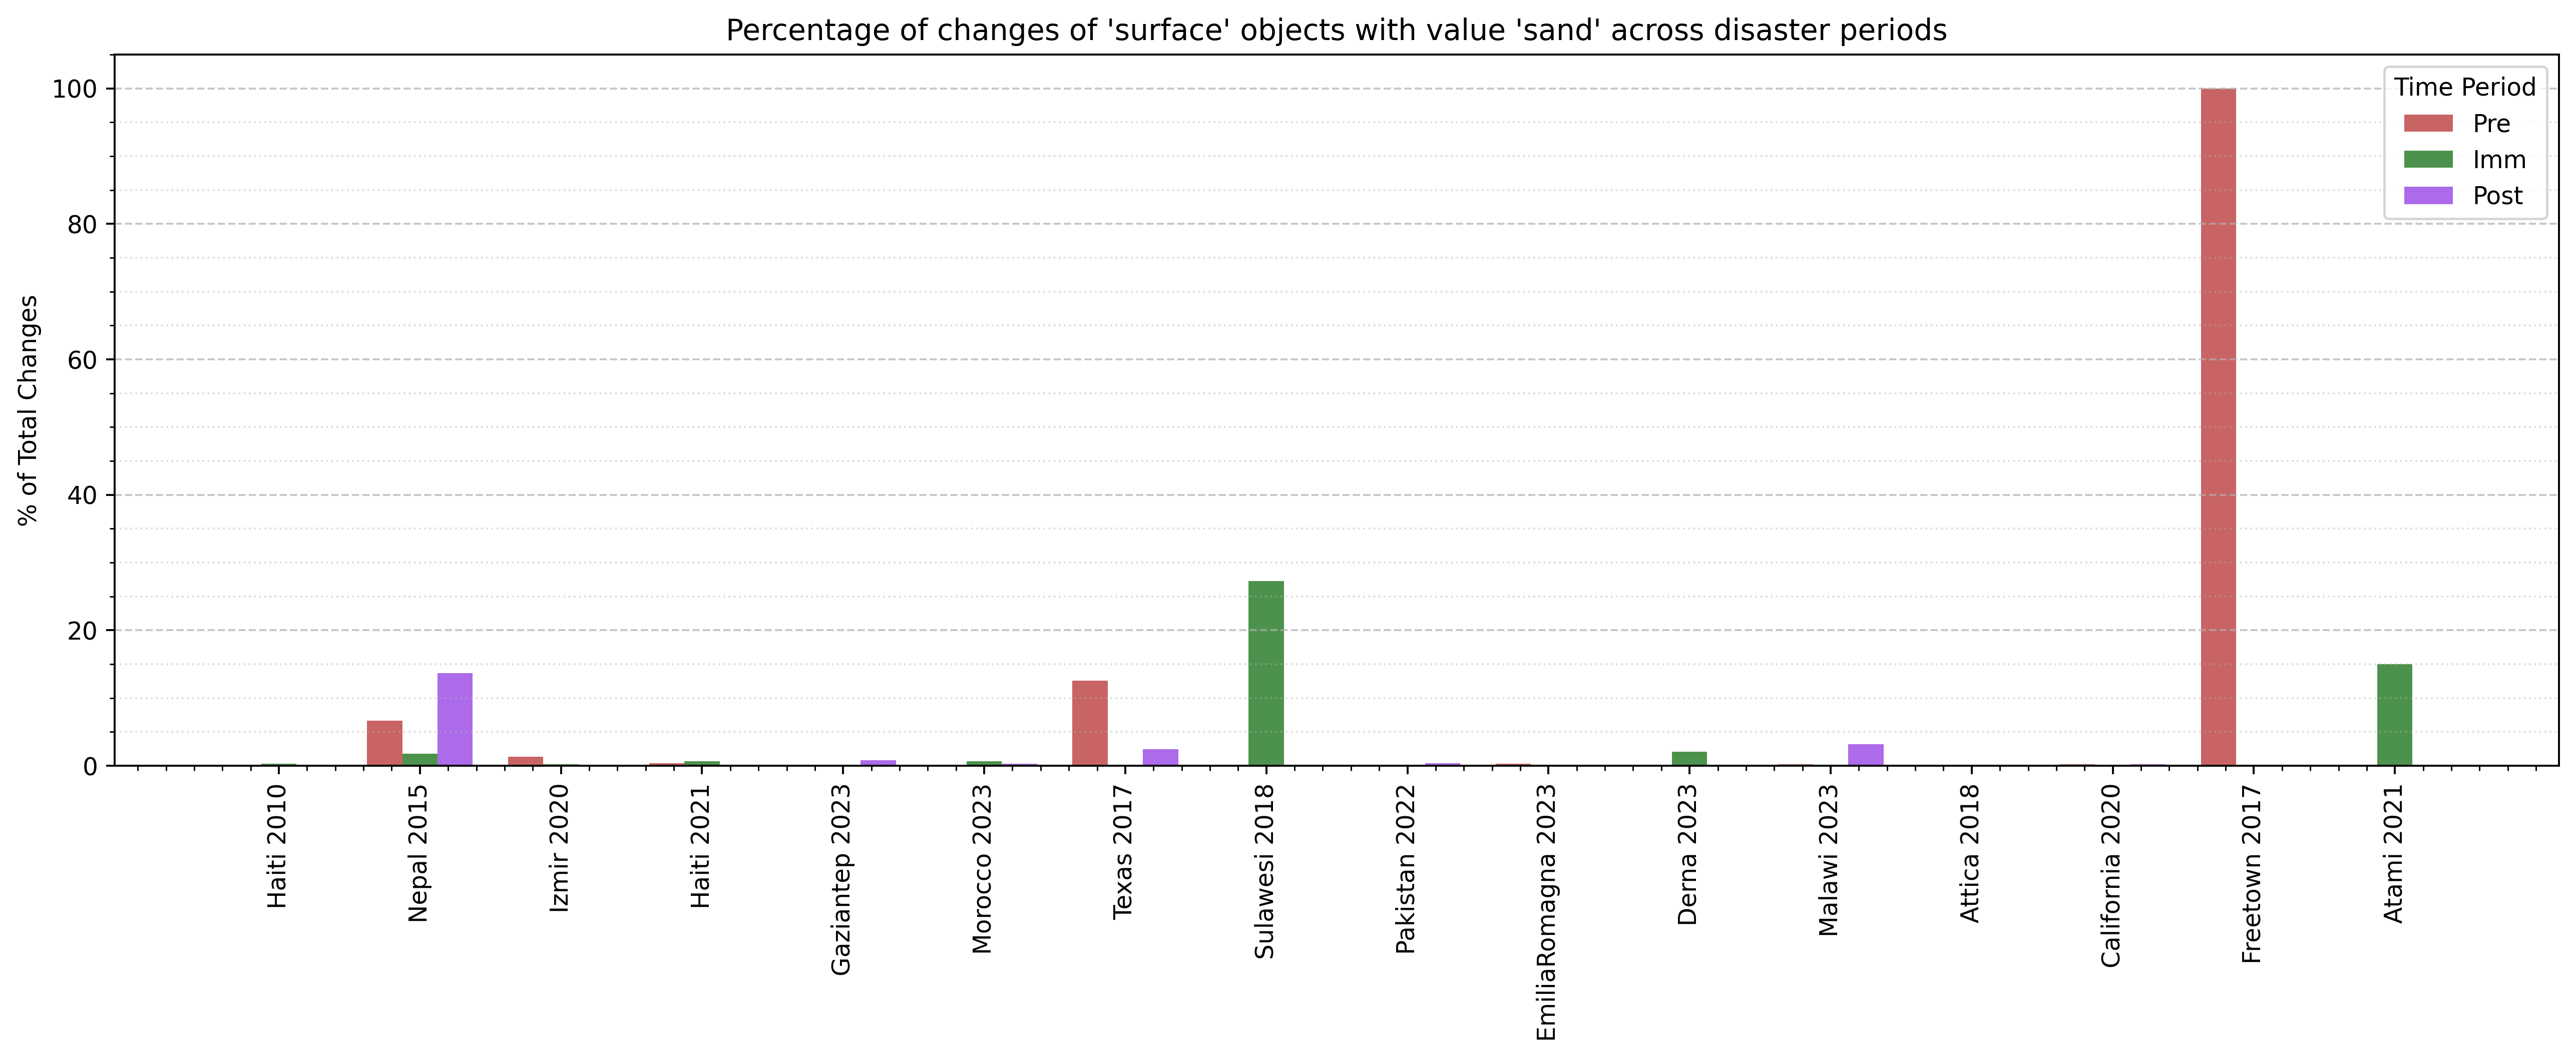 Percentage of changes of 'surface' objects with value 'sand' across disaster periods
% of Total Changes
100
80
60
40
20
0
Time Period
Pre
Imm
Post
Haiti 2010
Nepal 2015
Izmir 2020
Haiti 2021
Gaziantep 2023
Morocco 2023
Texas 2017
Sulawesi 2018
Pakistan 2022
EmiliaRomagna 2023
Derna 2023
Malawi 2023
Attica 2018
California 2020
Freetown 2017
Atami 2021